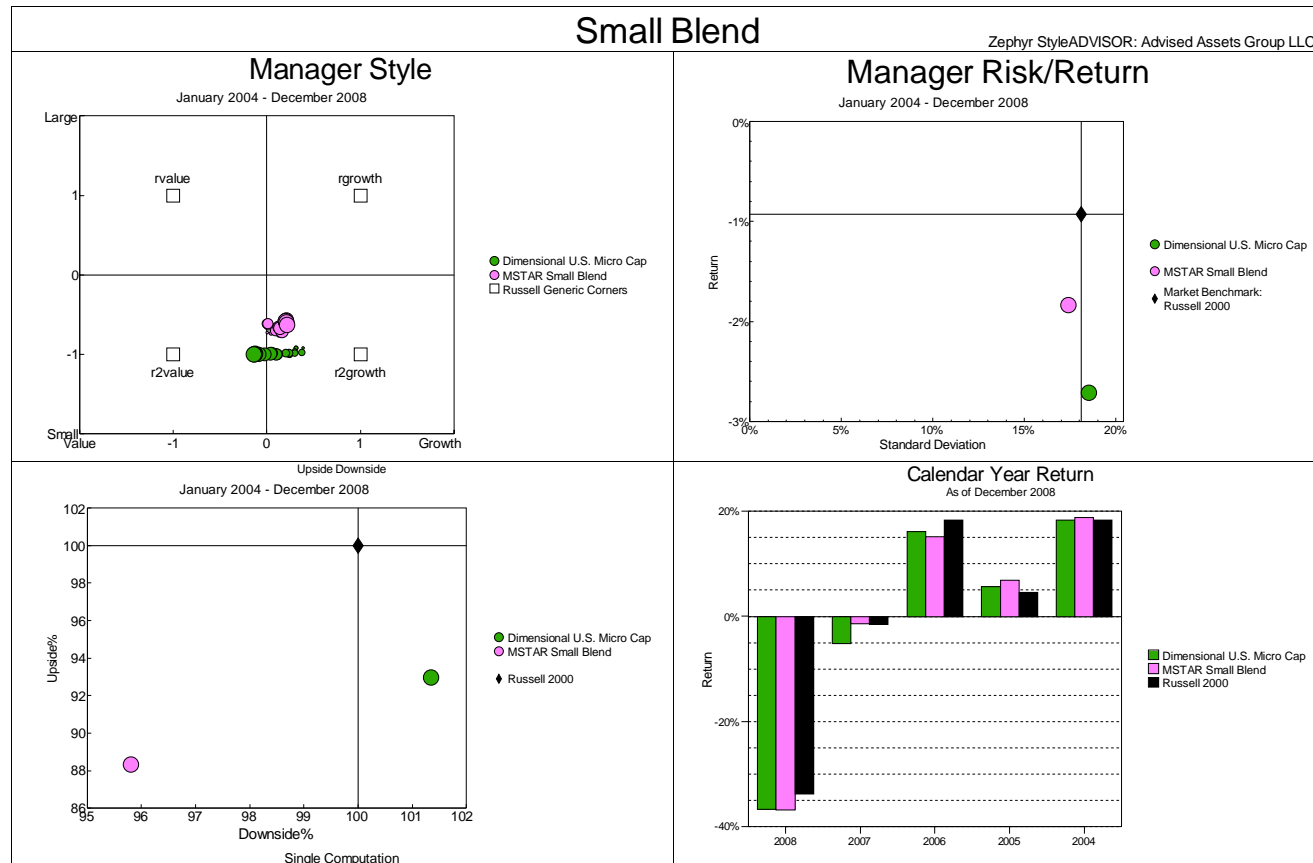 Small Blend
Zephyr StyleADVISOR: Advised Assets Group LLC
Manager Style
January 2004 - December 2008
Large
1
0
-1
Small
Value
-1
0
1
Growth
rvalue
rgrowth
r2value
r2growth
Dimensional U.S. Micro Cap
MSTAR Small Blend
Russell Generic Corners
Manager Risk/Return
January 2004 - December 2008
Return
0%
-1%
-2%
-3%
0%
5%
10%
15%
20%
Standard Deviation
Dimensional U.S. Micro Cap
MSTAR Small Blend
Market Benchmark:
Russell 2000
Upside Downside
January 2004 - December 2008
Upside%
102
100
98
96
94
92
90
88
86
95
96
97
98
99
100
101
102
Downside%
Single Computation
Dimensional U.S. Micro Cap
MSTAR Small Blend
Russell 2000
Calendar Year Return
As of December 2008
Return
20%
0%
-20%
-40%
2008
2007
2006
2005
2004
Dimensional U.S. Micro Cap
MSTAR Small Blend
Russell 2000